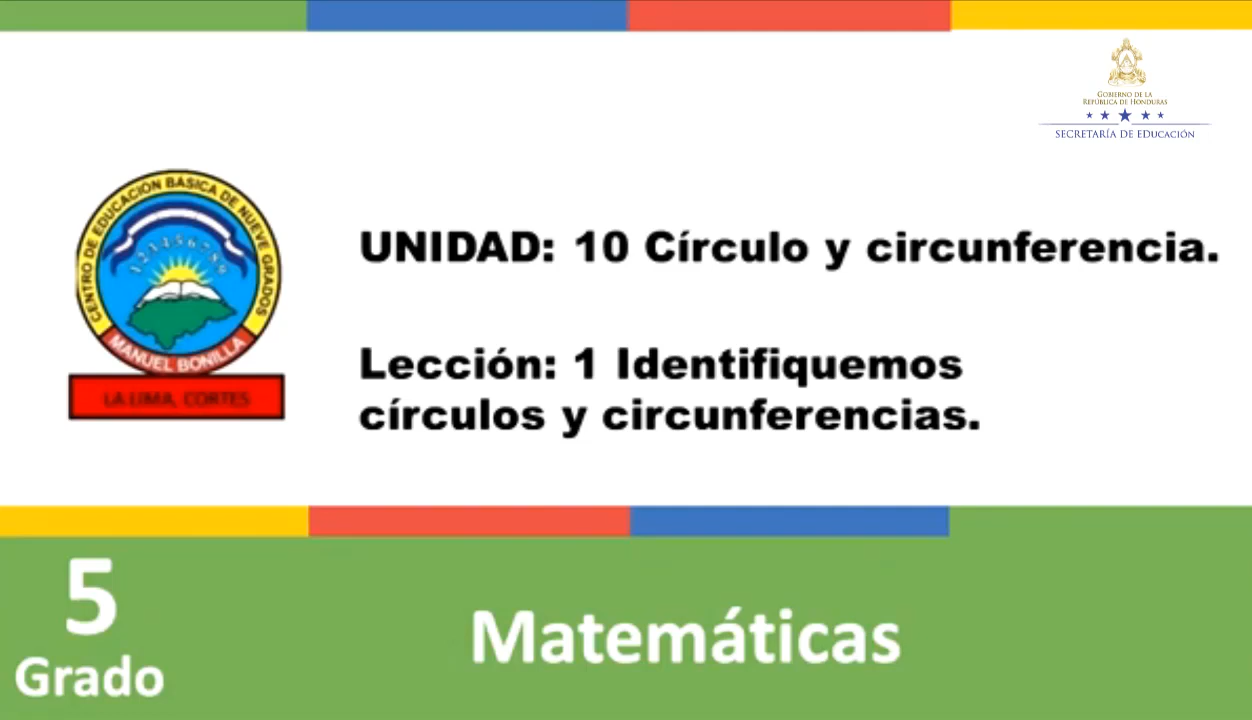 GOBIERNO DE LA
REPÚBLICA DE HONDURAS
SECRETARÍA DE EDUCACIÓN
CENTRO DE EDUCACION BASICA DE NUEVE GRADOS
123456789
MANUEL BONILLA
LA LIMA, CORTES
UNIDAD: 10 Círculo y circunferencia.
Lección: 1 Identifiquemos
círculos y circunferencias.
5
Grado
Matemáticas